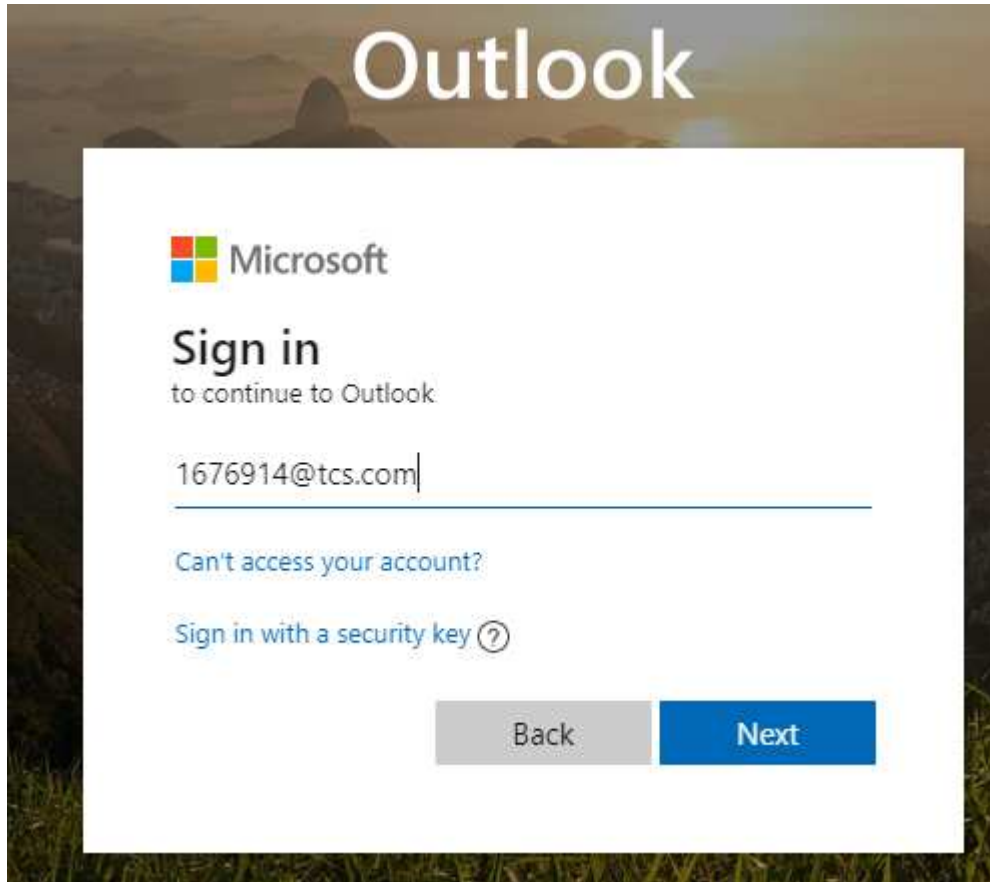 Outlook
Microsoft
Sign in
to continue to Outlook
1676914@tcs.com
Can't access your account?
Sign in with a security key
Back Next